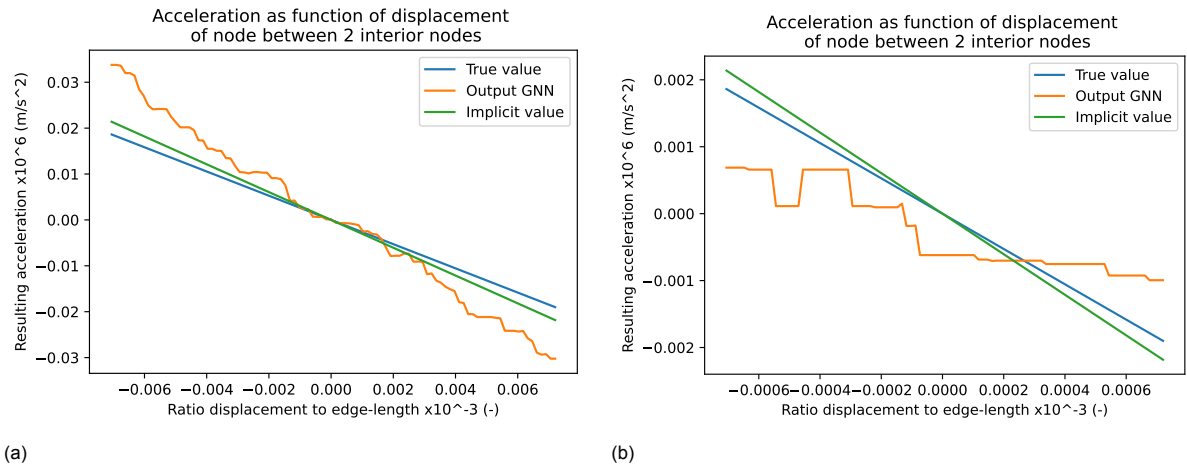 Acceleration as function of displacement
of node between 2 interior nodes
True value
Output GNN
Implicit value
Resulting acceleration x10^6 (m/s^2)
0.03
0.02
0.01
0.00
−0.01
−0.02
−0.03
−0.006
−0.004
−0.002
0.000
0.002
0.004
0.006
Ratio displacement to edge-length x10^-3 (-)
(a)
Acceleration as function of displacement
of node between 2 interior nodes
True value
Output GNN
Implicit value
Resulting acceleration x10^6 (m/s^2)
0.002
0.001
0.000
−0.001
−0.002
−0.0006
−0.0004
−0.0002
0.0000
0.0002
0.0004
0.0006
Ratio displacement to edge-length x10^-3 (-)
(b)